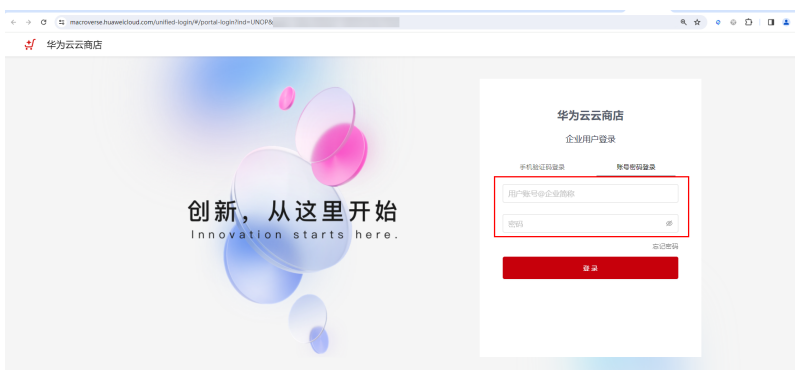 macroverse.huaweicloud.com/unified-login/#/portal-login?ind=UNOP&
华为云云商店
创新，从这里开始
Innovation starts here.
华为云云商店
企业用户登录
手机验证码登录 账号密码登录
用户账号@企业简称
密码
忘记密码
登录